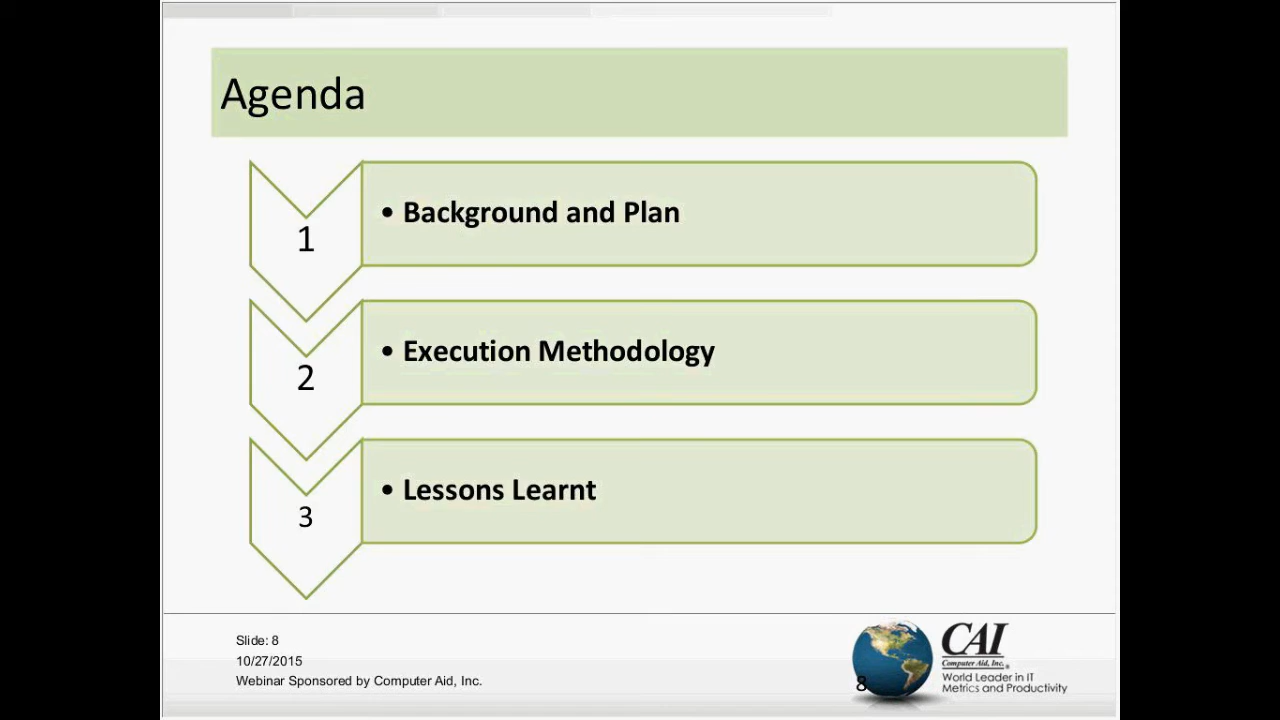 Agenda
1
• Background and Plan
2
• Execution Methodology
3
• Lessons Learnt
Slide: 8
10/27/2015
Webinar Sponsored by Computer Aid, Inc.
8
CAI
Computer Aid, Inc.®
World Leader in IT
Metrics and Productivity